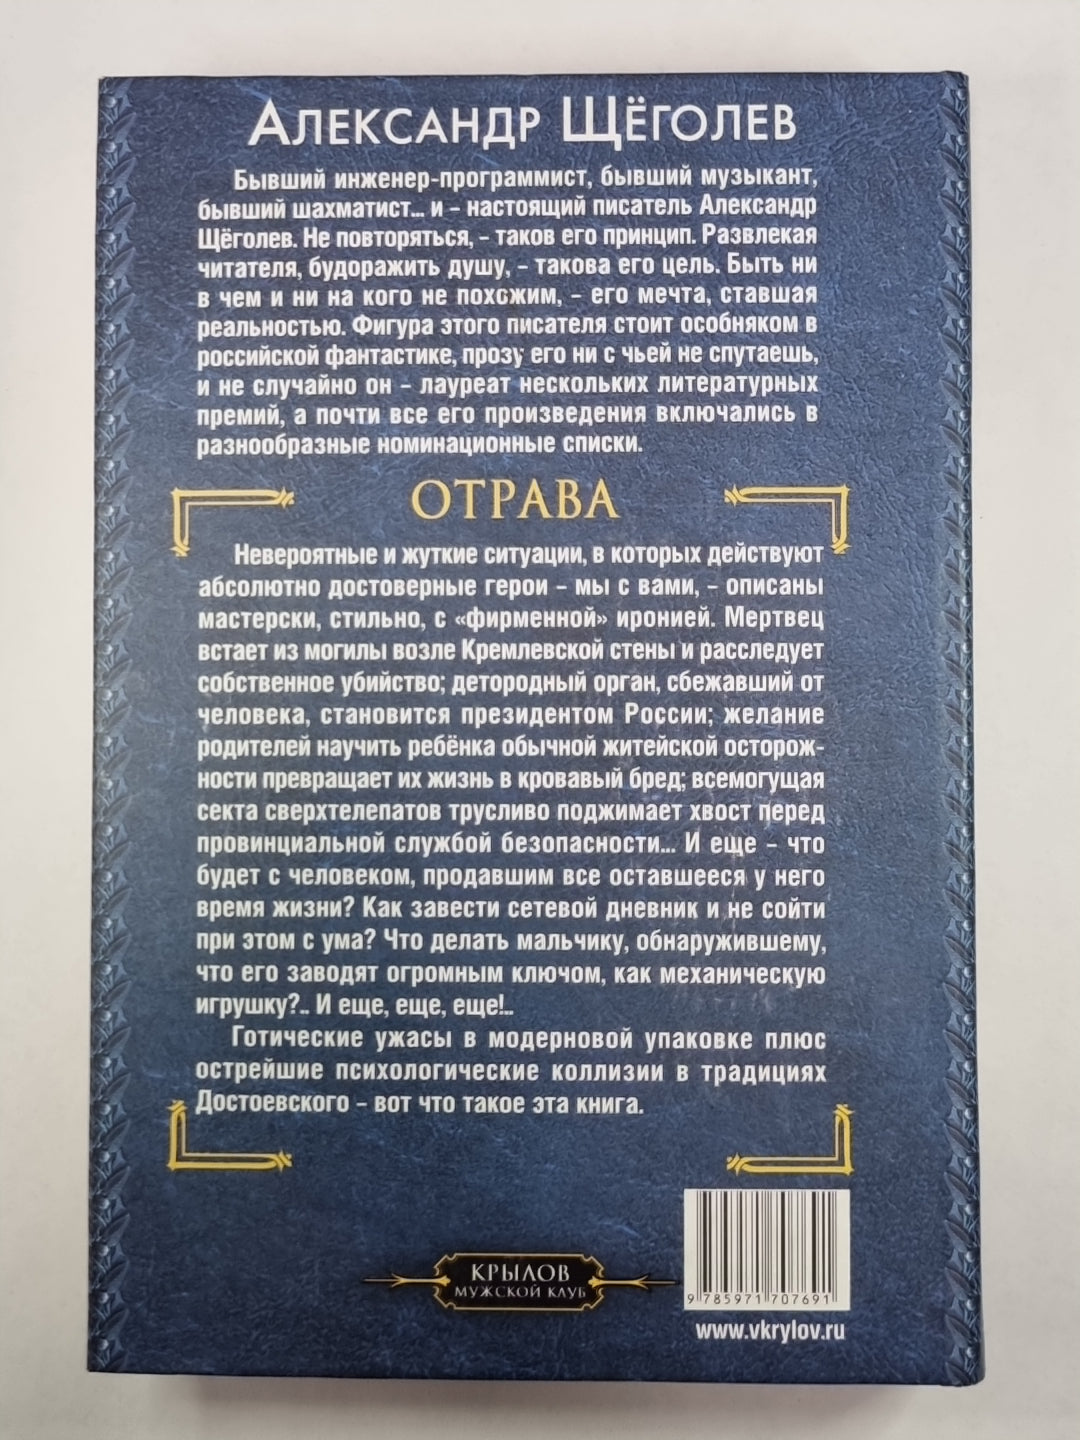 Александр Щёголев
Бывший инженер-программист, бывший музыкант,
бывший шахматист... и – настоящий писатель Александр
Щёголев. Не повторяться, – таков его принцип. Развлекая
читателя, будоражить душу, – такова его цель. Быть ни
в чем и ни на кого не похожим, – его мечта, ставшая
реальностью. Фигура этого писателя стоит особняком в
российской фантастике, прозу его ни с чьей не спутаешь,
и не случайно он – лауреат нескольких литературных
премий, а почти все его произведения включались в
разнообразные номинационные списки.
ОТРАВА
Невероятные и жуткие ситуации, в которых действуют
абсолютно достоверные герои – мы с вами, – описаны
мастерски, стильно, с «фирменной» иронией. Мертвец
встает из могилы возле Кремлевской стены и расследует
собственное убийство; детородный орган, сбежавший от
человека, становится президентом России; желание
родителей научить ребёнка обычной житейской осторож-
ности превращает их жизнь в кровавый бред; всемогущая
секта сверхтелепатов трусливо поджимает хвост перед
провинциальной службой безопасности... И еще – что
будет с человеком, продавшим все оставшееся у него
время жизни? Как завести сетевой дневник и не сойти
при этом с ума? Что делать мальчику, обнаружившему,
что его заводят огромным ключом, как механическую
игрушку?.. И еще, еще, еще!..
Готические ужасы в модерновой упаковке плюс
острейшие психологические коллизии в традициях
Достоевского – вот что такое эта книга.
КРЫЛОВ
МУЖСКОЙ КЛУБ
9 785971 707691
www.vkrylov.ru